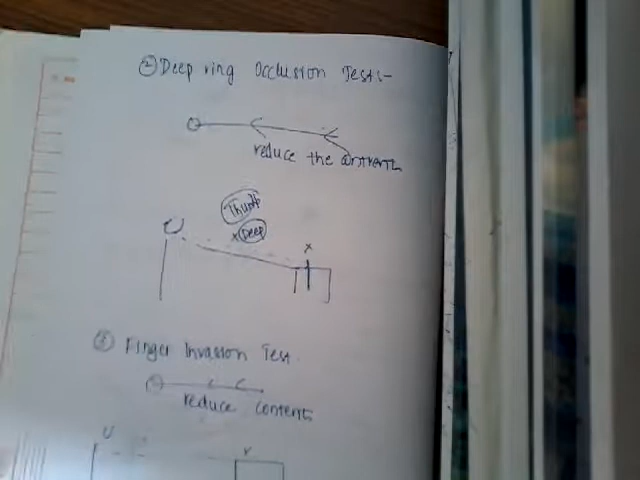 ② Deep ring Occlusion Test:-
reduce the contents
Thumb
x Deep
x
③ Finger Invasion Test
reduce contents